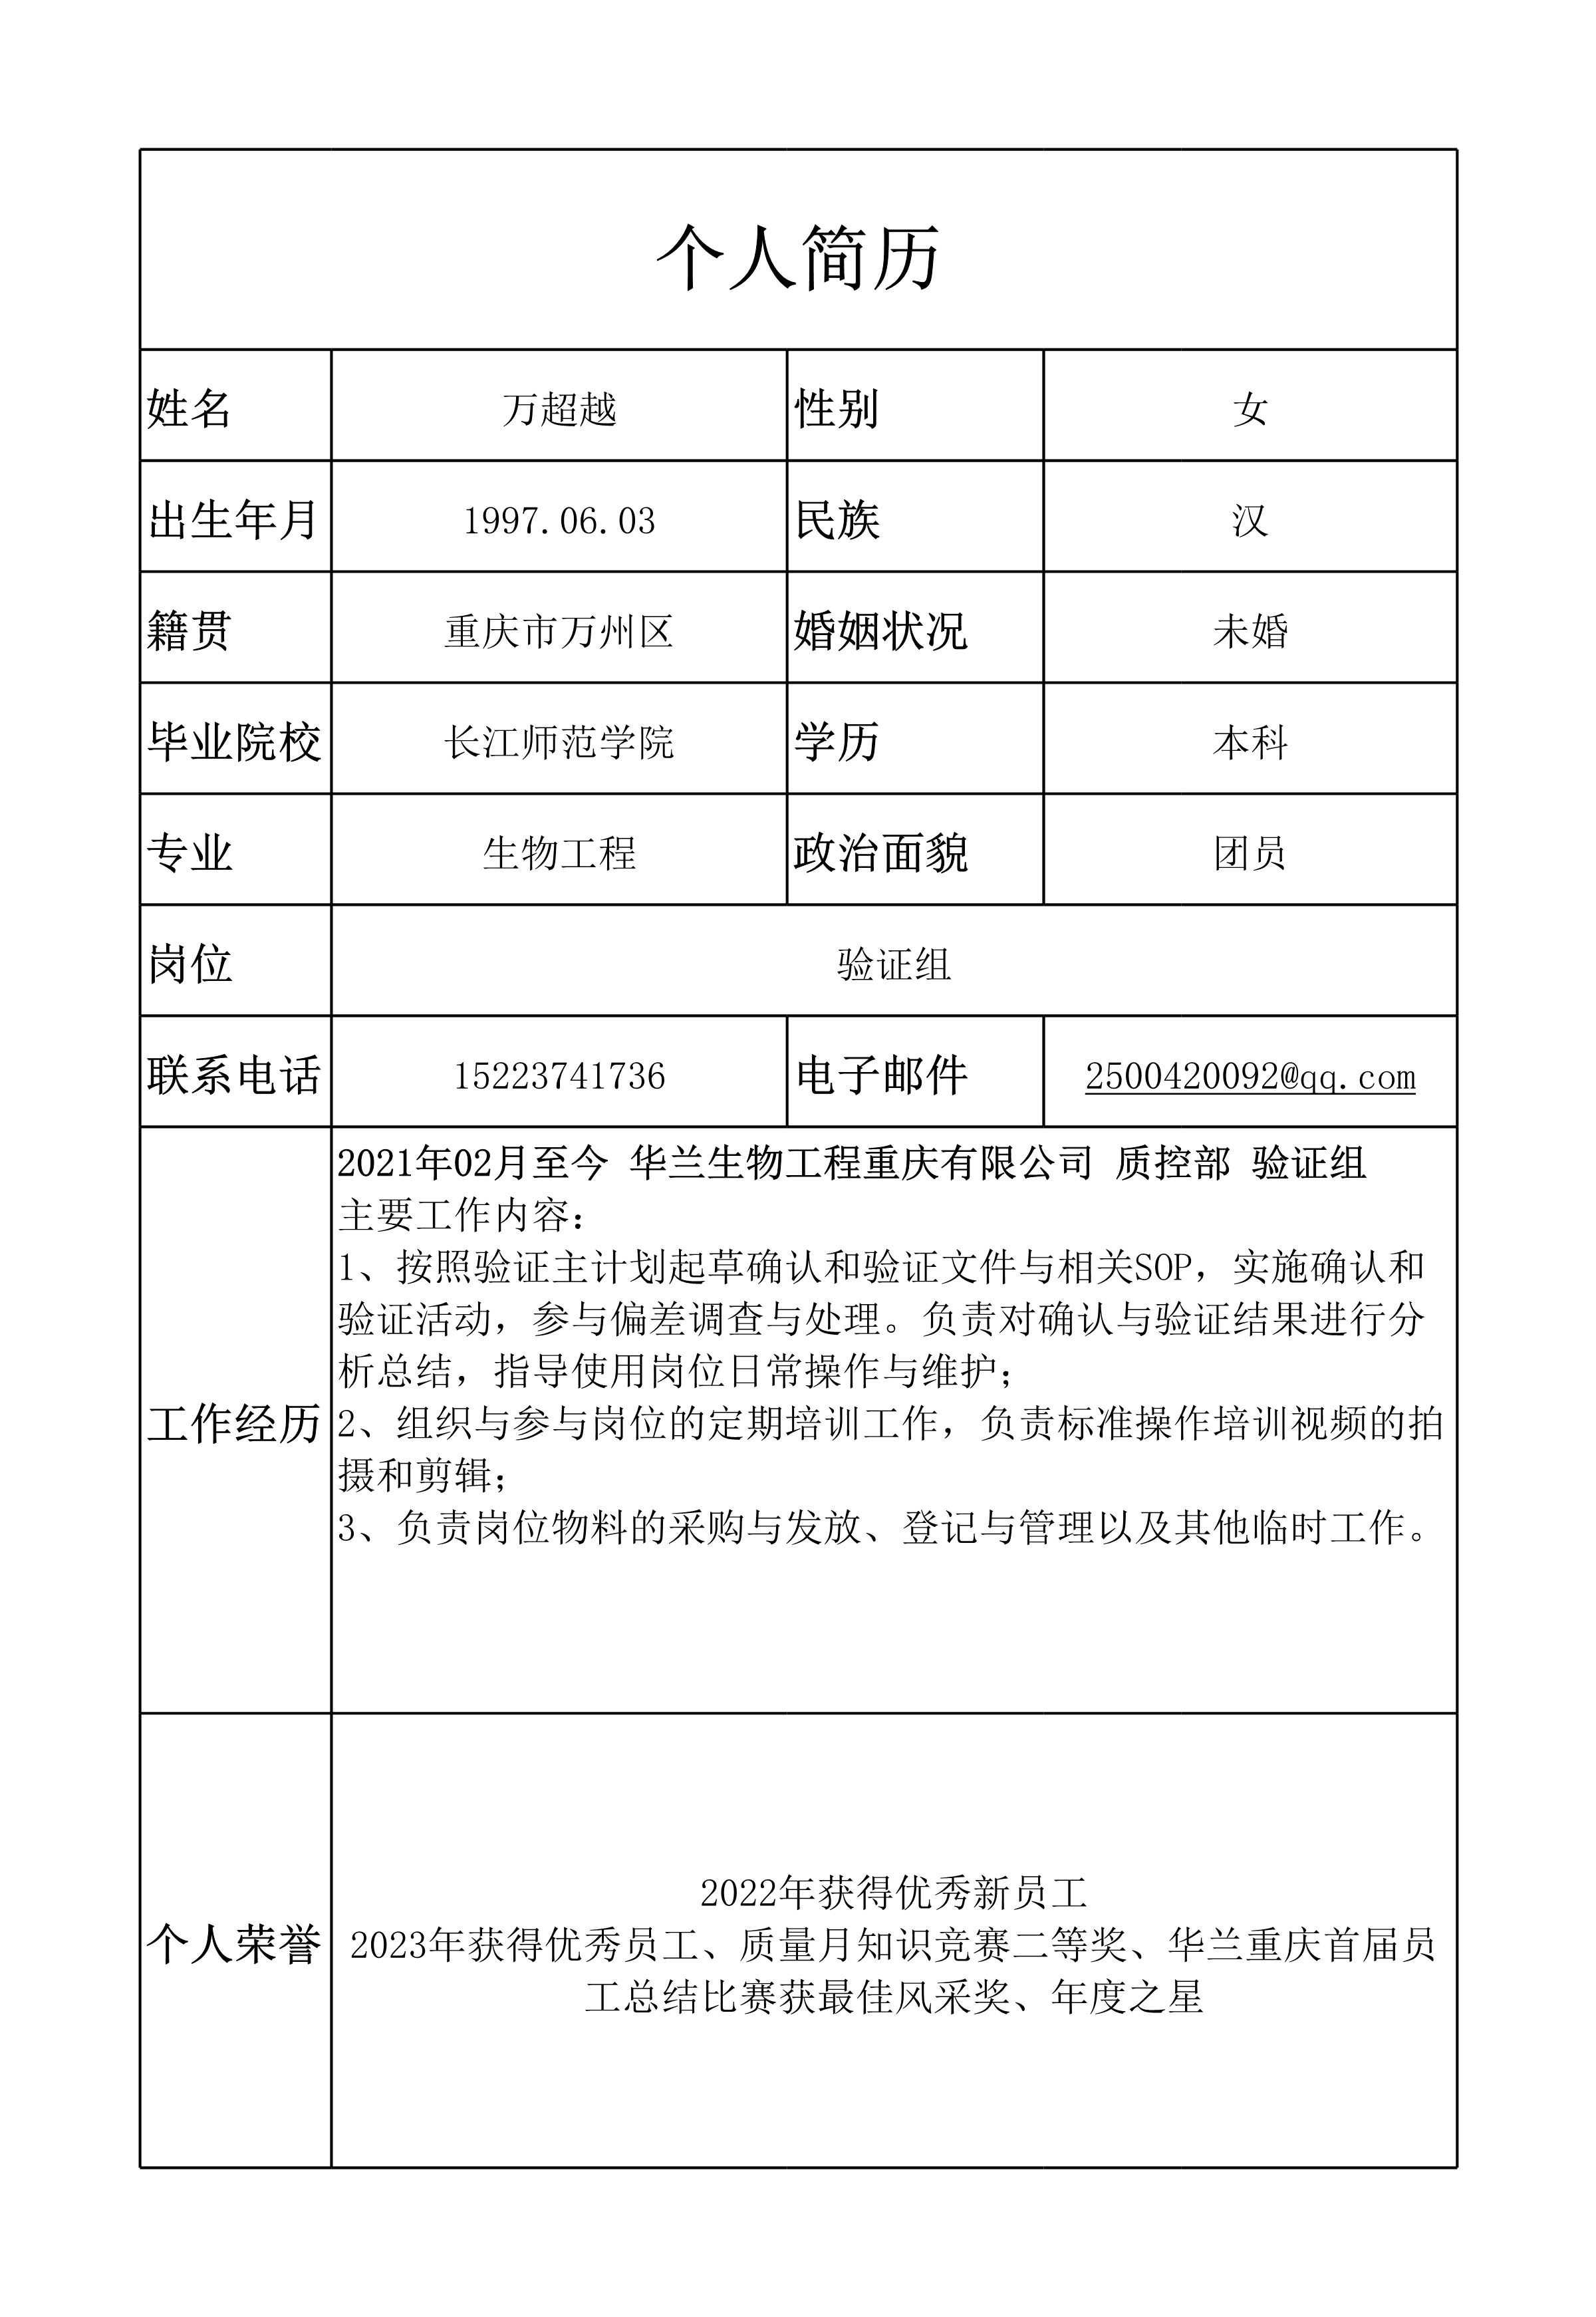 个人简历
姓名 万超越 性别 女
出生年月 1997.06.03 民族 汉
籍贯 重庆市万州区 婚姻状况 未婚
毕业院校 长江师范学院 学历 本科
专业 生物工程 政治面貌 团员
岗位 验证组
联系电话 15223741736 电子邮件 2500420092@qq.com
工作经历
2021年02月至今 华兰生物工程重庆有限公司 质控部 验证组
主要工作内容：
1、按照验证主计划起草确认和验证文件与相关SOP，实施确认和
验证活动，参与偏差调查与处理。负责对确认与验证结果进行分
析总结，指导使用岗位日常操作与维护；
2、组织与参与岗位的定期培训工作，负责标准操作培训视频的拍
摄和剪辑；
3、负责岗位物料的采购与发放、登记与管理以及其他临时工作。
个人荣誉
2022年获得优秀新员工
2023年获得优秀员工、质量月知识竞赛二等奖、华兰重庆首届员
工总结比赛获最佳风采奖、年度之星